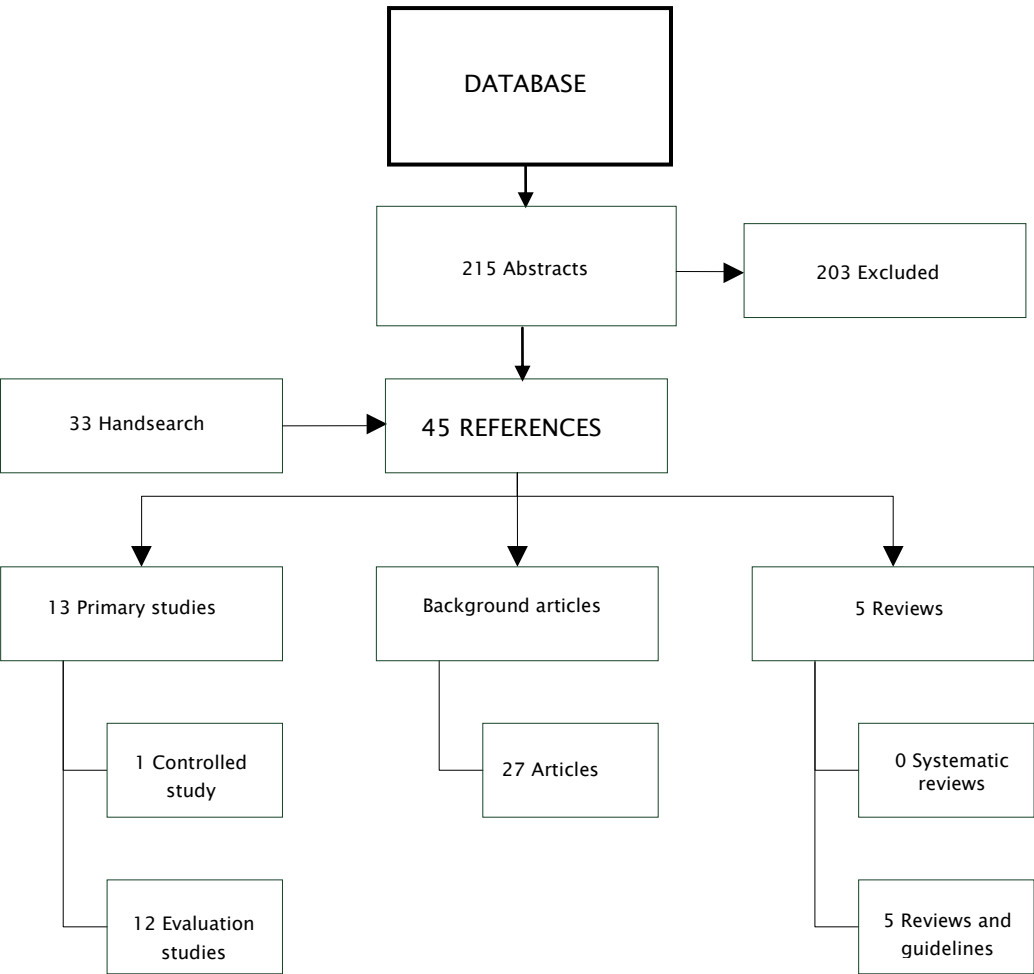 DATABASE
215 Abstracts
203 Excluded
33 Handsearch
45 REFERENCES
13 Primary studies
Background articles
5 Reviews
1 Controlled
study
27 Articles
0 Systematic
reviews
12 Evaluation
studies
5 Reviews and
guidelines